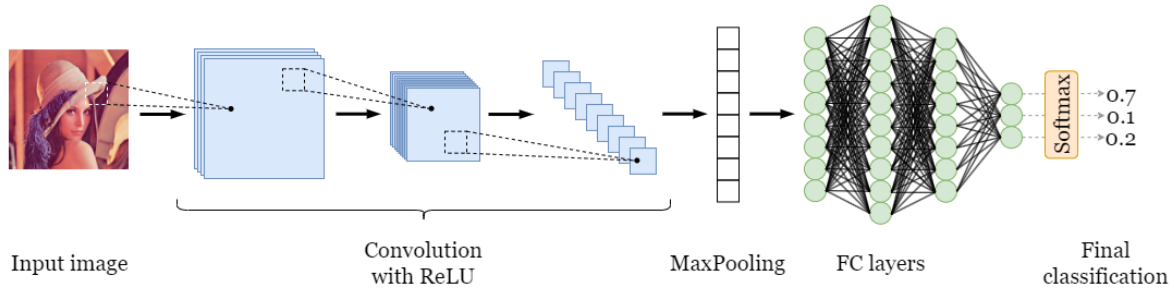 Softmax
0.7
0.1
0.2
Input image
Convolution
with ReLU
MaxPooling
FC layers
Final
classification